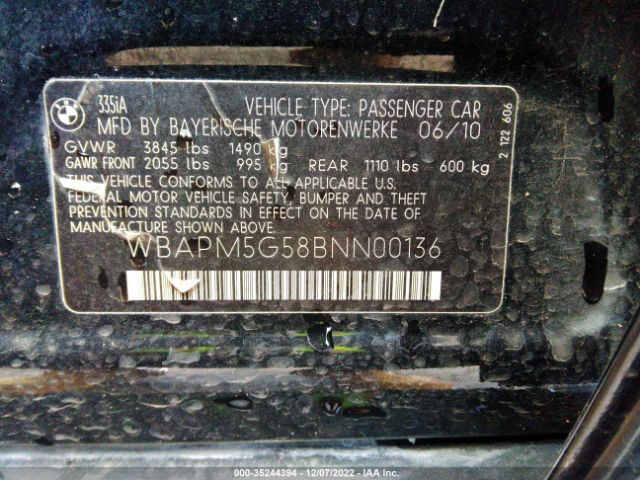 BMW
335iA VEHICLE TYPE: PASSENGER CAR
MFD BY BAYERISCHE MOTORENWERKE 06/10
GVWR 3845 lbs 1490 kg
GAWR FRONT 2055 lbs 995 kg REAR 1110 lbs 600 kg
THIS VEHICLE CONFORMS TO ALL APPLICABLE U.S.
FEDERAL MOTOR VEHICLE SAFETY, BUMPER AND THEFT
PREVENTION STANDARDS IN EFFECT ON THE DATE OF
MANUFACTURE SHOWN ABOVE.
WBAPM5G58BNN00136
2 122 606
000-35244394 - 12/07/2022 - IAA Inc.